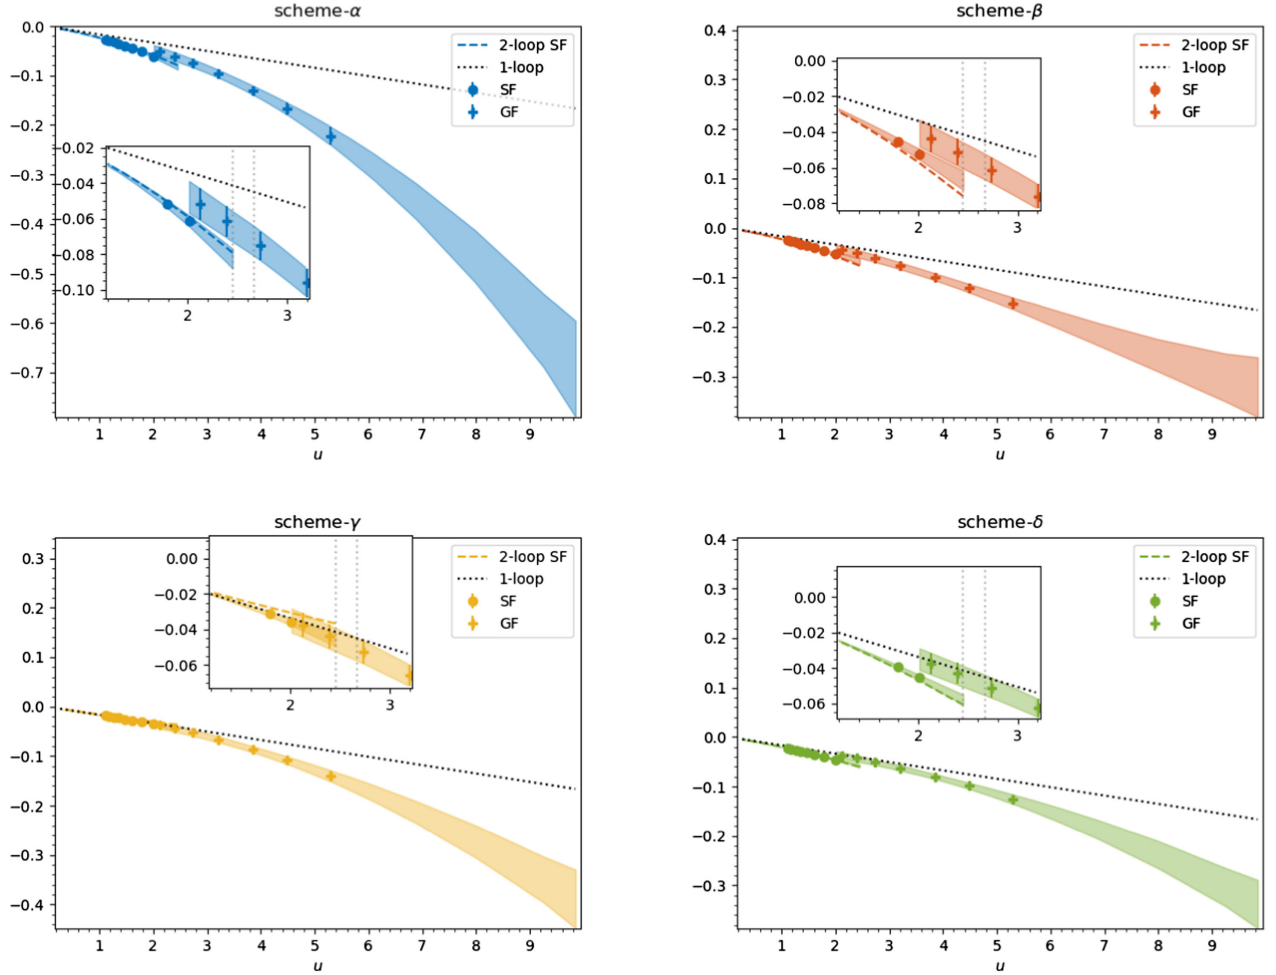 scheme-α
0.0
−0.1
−0.2
−0.3
−0.4
−0.5
−0.6
−0.7
2-loop SF
1-loop
SF
GF
−0.02
−0.04
−0.06
−0.08
−0.10
2 3
1 2 3 4 5 6 7 8 9
u
scheme-β
0.4
0.3
0.2
0.1
0.0
−0.1
−0.2
−0.3
2-loop SF
1-loop
SF
GF
0.00
−0.02
−0.04
−0.06
−0.08
2 3
1 2 3 4 5 6 7 8 9
u
scheme-γ
0.3
0.2
0.1
0.0
−0.1
−0.2
−0.3
−0.4
2-loop SF
1-loop
SF
GF
0.00
−0.02
−0.04
−0.06
2 3
1 2 3 4 5 6 7 8 9
u
scheme-δ
0.4
0.3
0.2
0.1
0.0
−0.1
−0.2
−0.3
2-loop SF
1-loop
SF
GF
0.00
−0.02
−0.04
−0.06
2 3
1 2 3 4 5 6 7 8 9
u